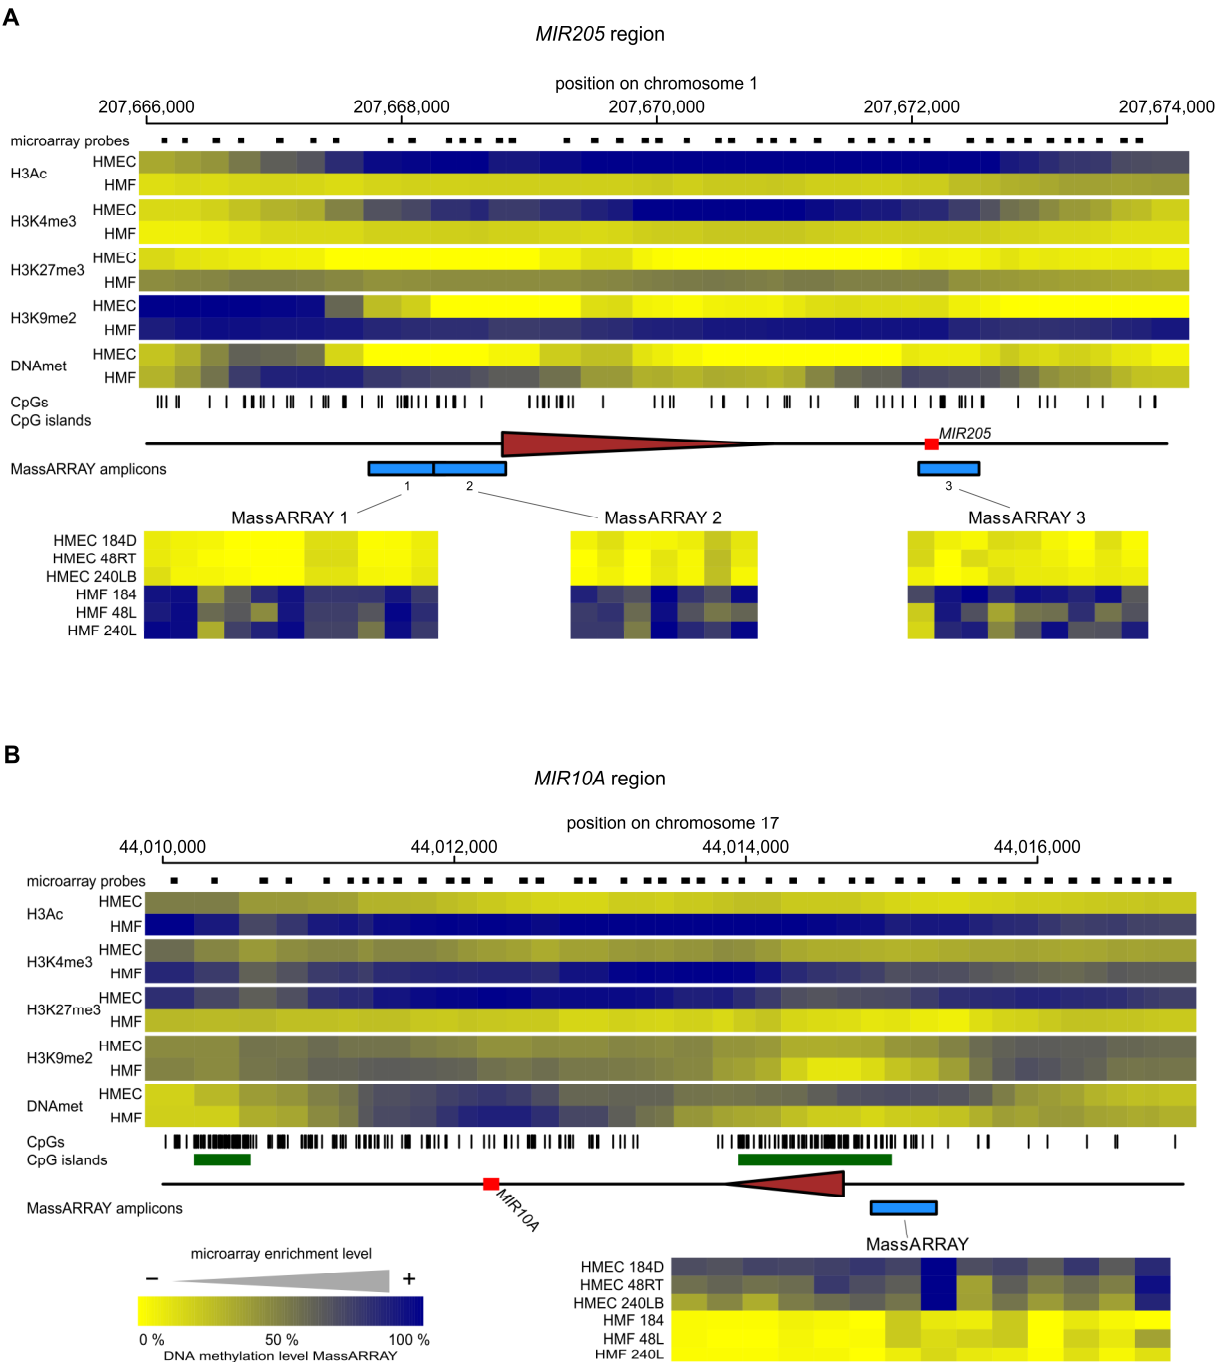 A
MIR205 region
position on chromosome 1
207,666,000 207,668,000 207,670,000 207,672,000 207,674,000
microarray probes
H3Ac HMEC
HMF
H3K4me3 HMEC
HMF
H3K27me3 HMEC
HMF
H3K9me2 HMEC
HMF
DNAmet HMEC
HMF
CpGs
CpG islands
MIR205
MassARRAY amplicons
1 2 3
MassARRAY 1 MassARRAY 2 MassARRAY 3
HMEC 184D
HMEC 48RT
HMEC 240LB
HMF 184
HMF 48L
HMF 240L
B
MIR10A region
position on chromosome 17
44,010,000 44,012,000 44,014,000 44,016,000
microarray probes
H3Ac HMEC
HMF
H3K4me3 HMEC
HMF
H3K27me3 HMEC
HMF
H3K9me2 HMEC
HMF
DNAmet HMEC
HMF
CpGs
CpG islands
MIR10A
MassARRAY amplicons
MassARRAY
microarray enrichment level
− +
0 % 50 % 100 %
DNA methylation level MassARRAY
HMEC 184D
HMEC 48RT
HMEC 240LB
HMF 184
HMF 48L
HMF 240L